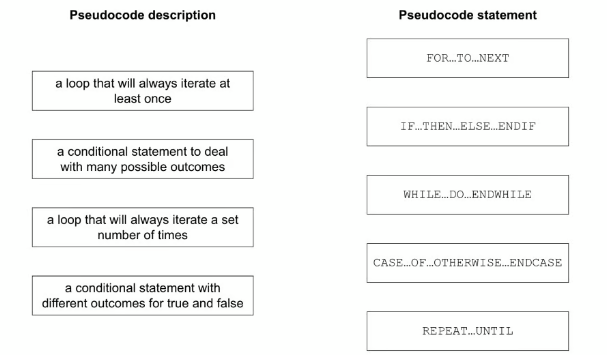 Pseudocode description
a loop that will always iterate at
least once
a conditional statement to deal
with many possible outcomes
a loop that will always iterate a set
number of times
a conditional statement with
different outcomes for true and false
Pseudocode statement
FOR…TO…NEXT
IF…THEN…ELSE…ENDIF
WHILE…DO…ENDWHILE
CASE…OF…OTHERWISE…ENDCASE
REPEAT…UNTIL